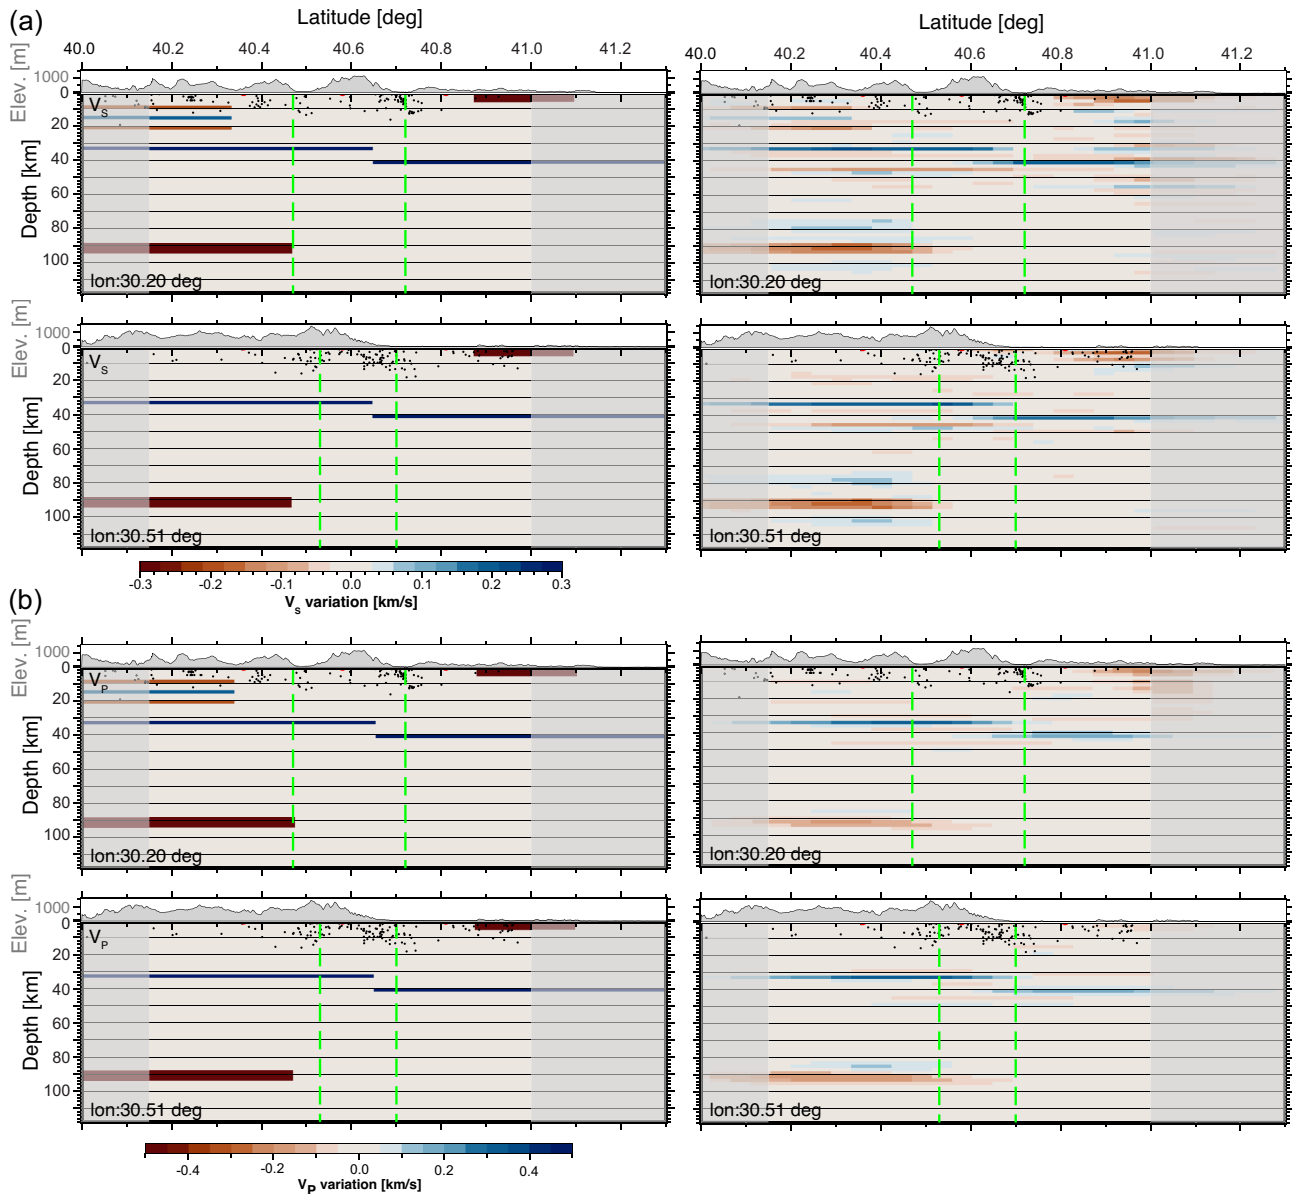 (a)
Latitude [deg]
Latitude [deg]
40.0 40.2 40.4 40.6 40.8 41.0 41.2
40.0 40.2 40.4 40.6 40.8 41.0 41.2
Elev. [m]
1000
0
Vs
20
40
60
80
100
Depth [km]
lon:30.20 deg
lon:30.20 deg
Elev. [m]
1000
0
Vs
20
40
60
80
100
Depth [km]
lon:30.51 deg
lon:30.51 deg
-0.3 -0.2 -0.1 0.0 0.1 0.2 0.3
Vs variation [km/s]
(b)
Elev. [m]
1000
0
VP
20
40
60
80
100
Depth [km]
lon:30.20 deg
lon:30.20 deg
Elev. [m]
1000
0
VP
20
40
60
80
100
Depth [km]
lon:30.51 deg
lon:30.51 deg
-0.4 -0.2 0.0 0.2 0.4
VP variation [km/s]